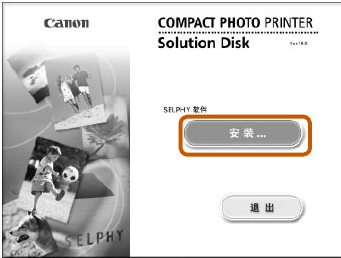 Canon
COMPACT PHOTO PRINTER
Solution Disk
SELPHY 软件
安装...
退出
SELPHY